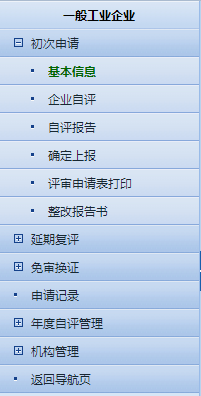 一般工业企业
初次申请
基本信息
企业自评
自评报告
确定上报
评审申请表打印
整改报告书
延期复评
免审换证
申请记录
年度自评管理
机构管理
返回导航页